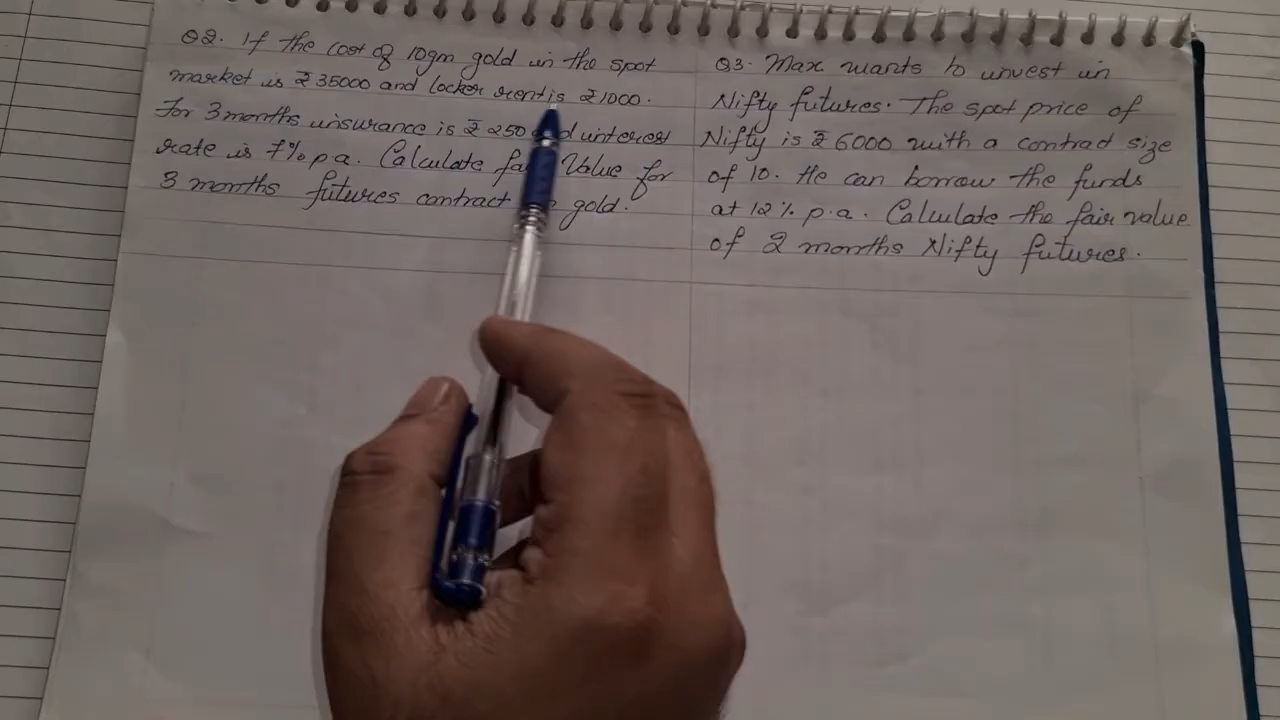 Q2. If the cost of 10gm gold in the spot
market is ₹35000 and locker rent is ₹1000.
For 3 months insurance is ₹250 interest
rate is 7% p.a. Calculate Value for
3 months futures contract gold.
Q3. Max wants to invest in
Nifty futures. The spot price of
Nifty is ₹6000 with a contract size
of 10. He can borrow the funds
at 12% p.a. Calculate the fair value
of 2 months Nifty futures.